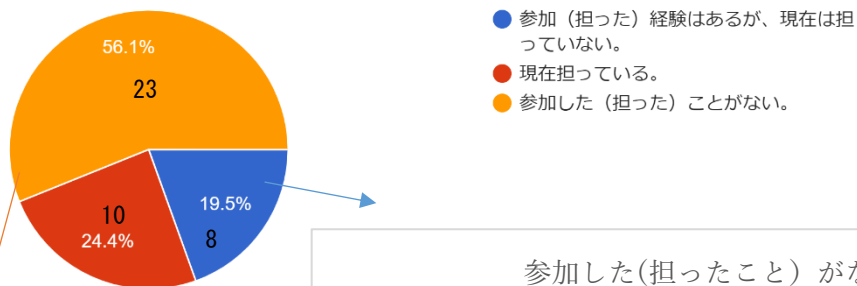 56.1%
23
10
24.4%
19.5%
8
参加（担った）経験はあるが、現在は担
っていない。
現在担っている。
参加した（担った）ことがない。
参加した(担ったこと）が